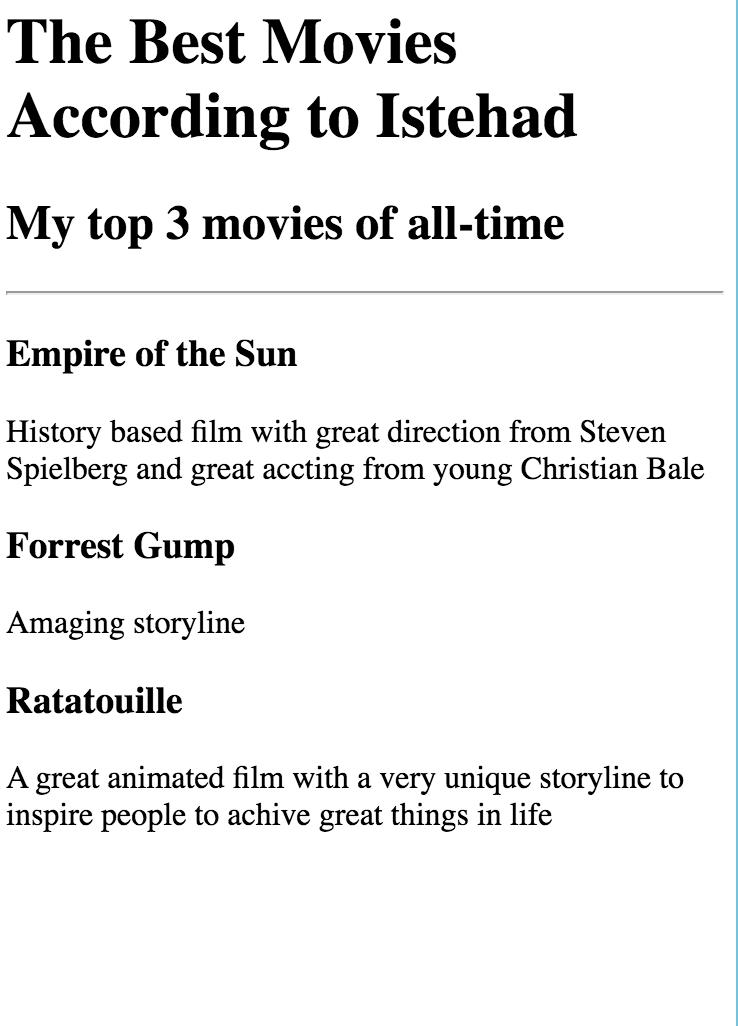 The Best Movies
According to Istehad
My top 3 movies of all-time
Empire of the Sun
History based film with great direction from Steven
Spielberg and great accting from young Christian Bale
Forrest Gump
Amaging storyline
Ratatouille
A great animated film with a very unique storyline to
inspire people to achive great things in life